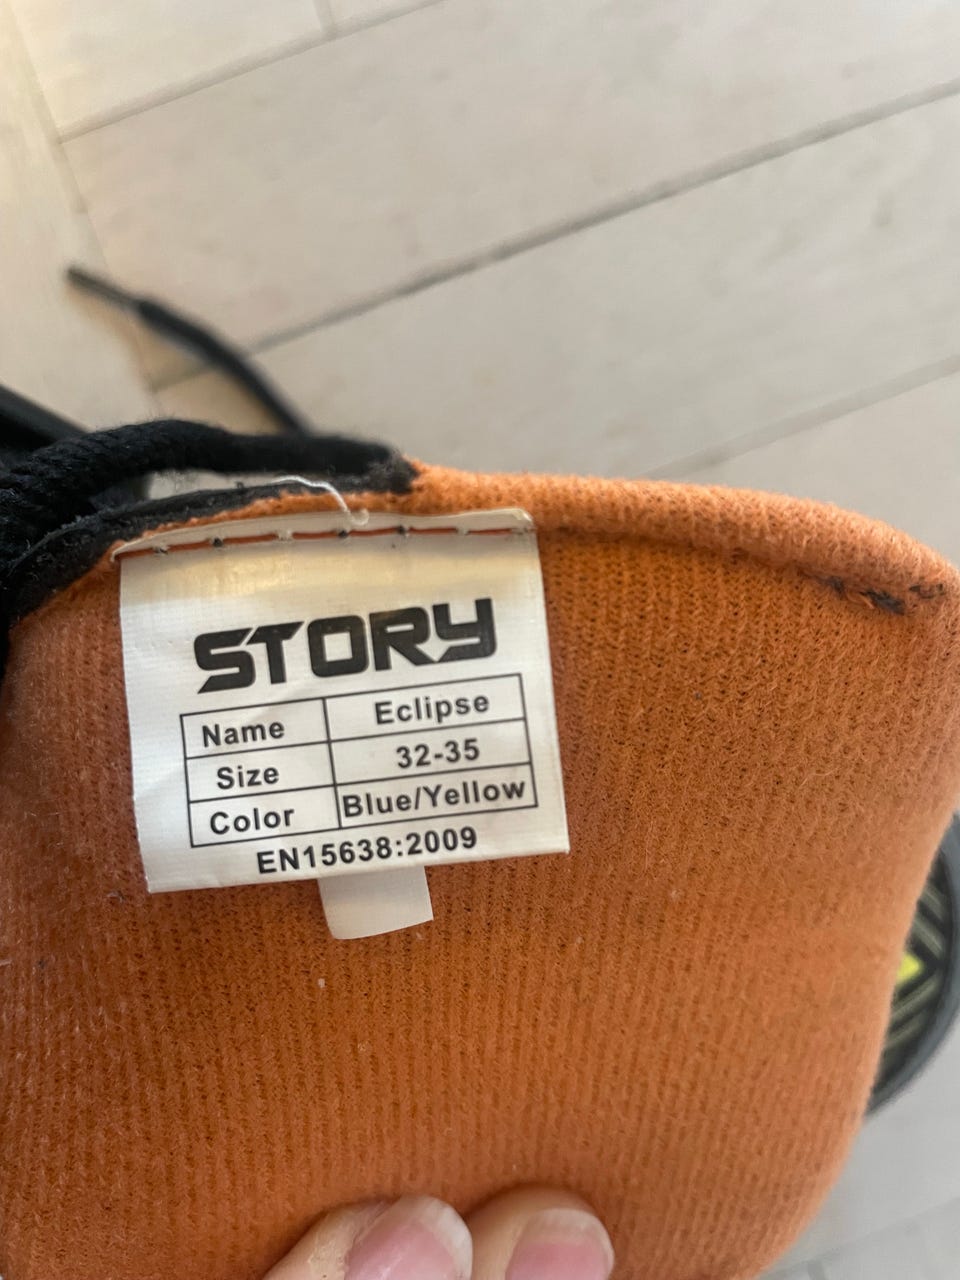 STORY
Name Eclipse
Size 32-35
Color Blue/Yellow
EN15638:2009